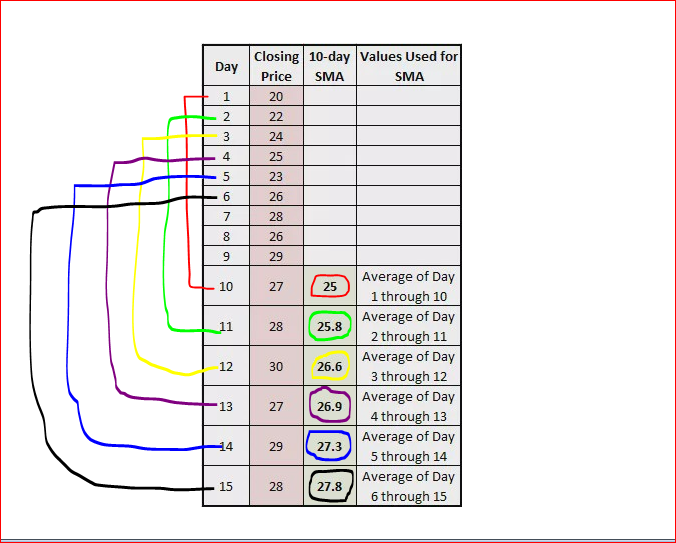 Day Closing Price 10-day SMA Values Used for SMA
1 20
2 22
3 24
4 25
5 23
6 26
7 28
8 26
9 29
10 27 25 Average of Day 1 through 10
11 28 25.8 Average of Day 2 through 11
12 30 26.6 Average of Day 3 through 12
13 27 26.9 Average of Day 4 through 13
14 29 27.3 Average of Day 5 through 14
15 28 27.8 Average of Day 6 through 15